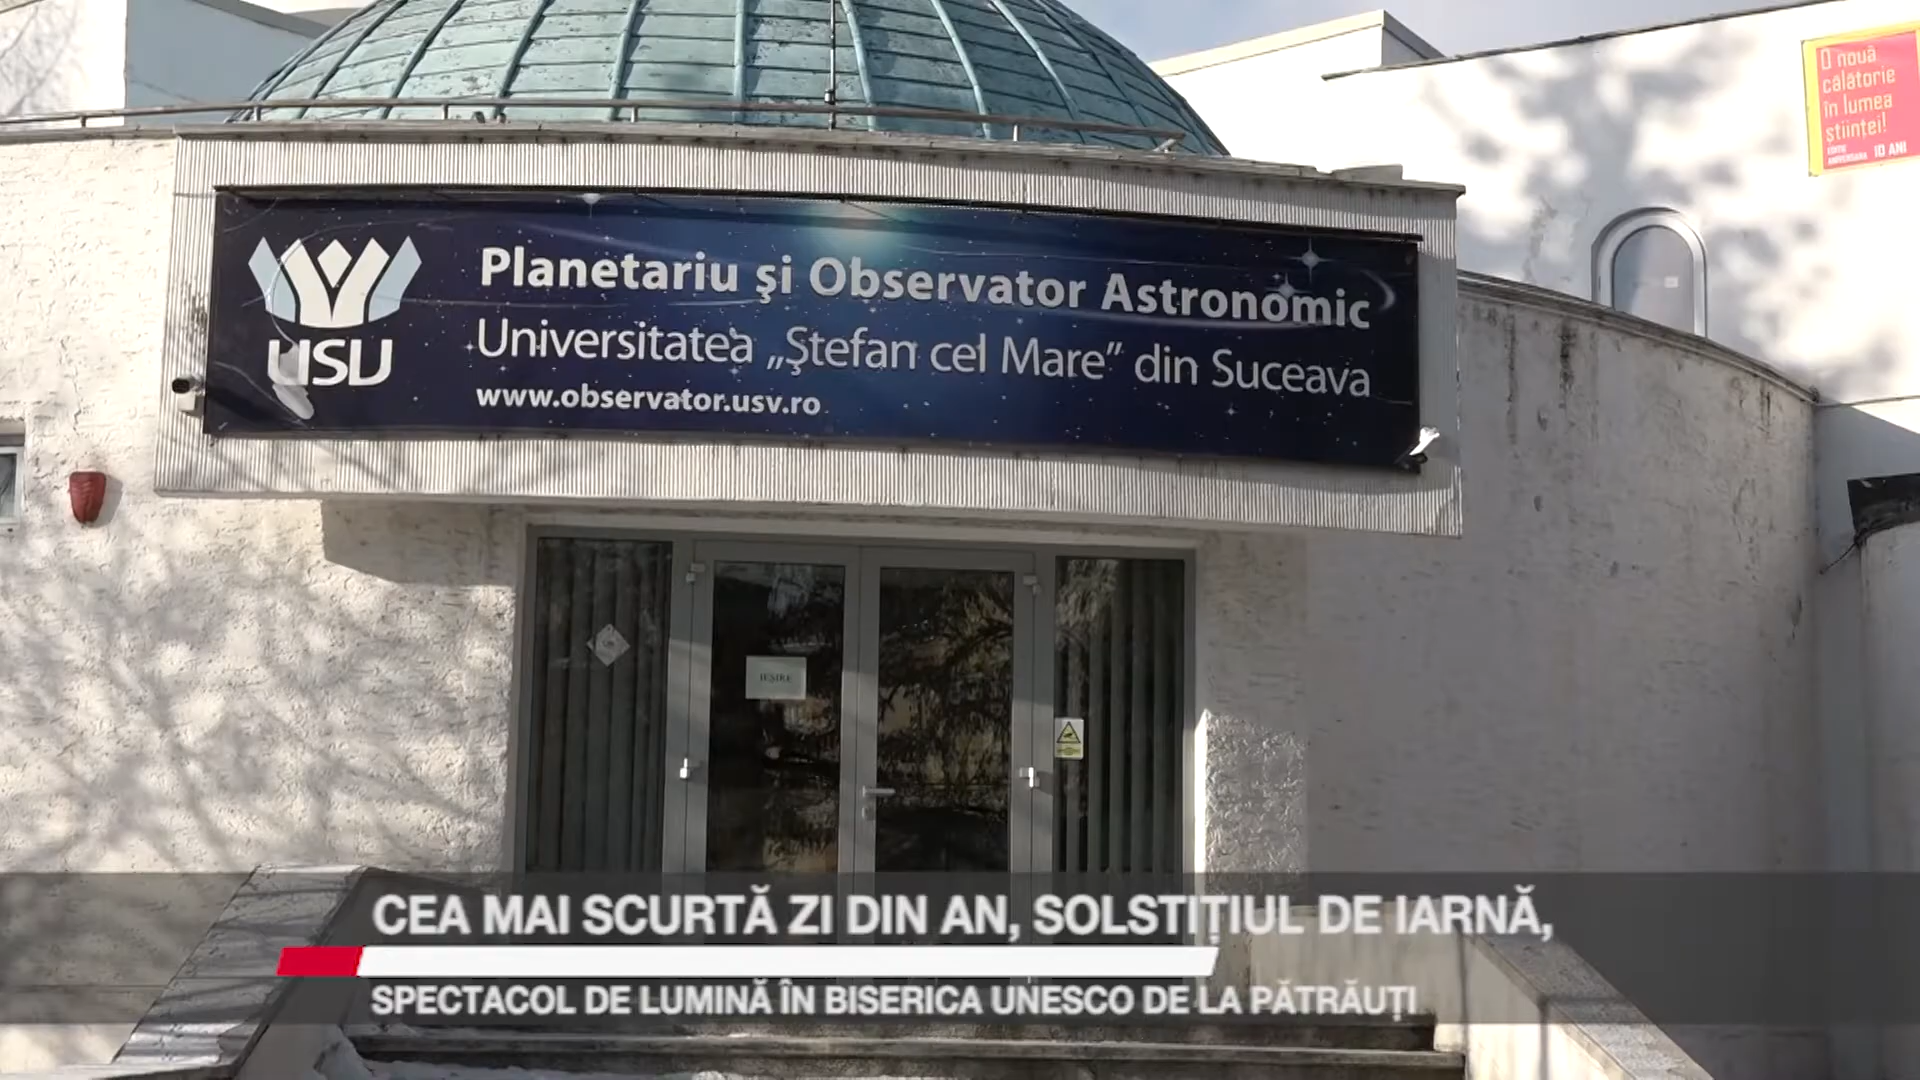 O nouă
călătorie
în lumea
științei!
EDIȚIE
ANIVERSARĂ 10 ANI
USV
Planetariu şi Observator Astronomic
Universitatea „Ştefan cel Mare” din Suceava
www.observator.usv.ro
IEȘIRE
CEA MAI SCURTĂ ZI DIN AN, SOLSTIȚIUL DE IARNĂ,
SPECTACOL DE LUMINĂ ÎN BISERICA UNESCO DE LA PĂTRĂUȚI